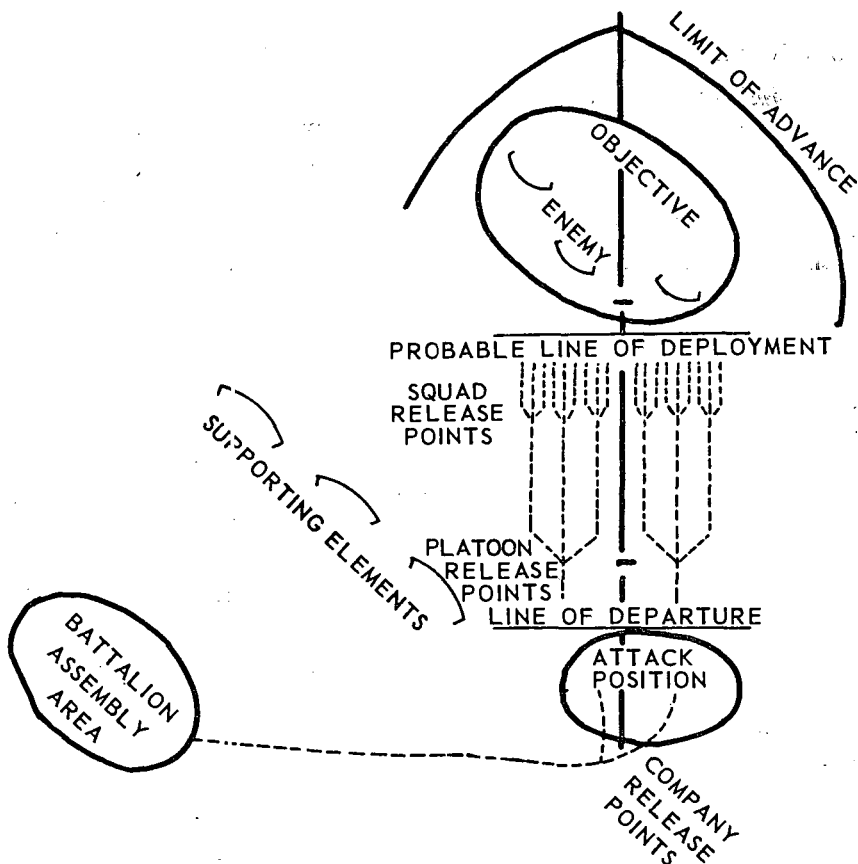 LIMIT OF ADVANCE
OBJECTIVE
ENEMY
PROBABLE LINE OF DEPLOYMENT
SQUAD
RELEASE
POINTS
SUPPORTING ELEMENTS
PLATOON
RELEASE
POINTS
LINE OF DEPARTURE
BATTALION
ASSEMBLY
AREA
ATTACK
POSITION
COMPANY
RELEASE
POINTS